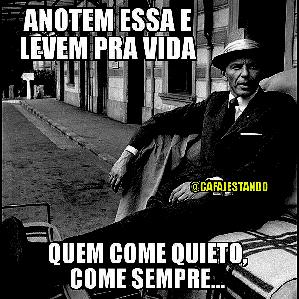 ANOTEM ESSA E
LEVEM PRA VIDA
@CAFAJESTANDO
QUEM COME QUIETO,
COME SEMPRE...